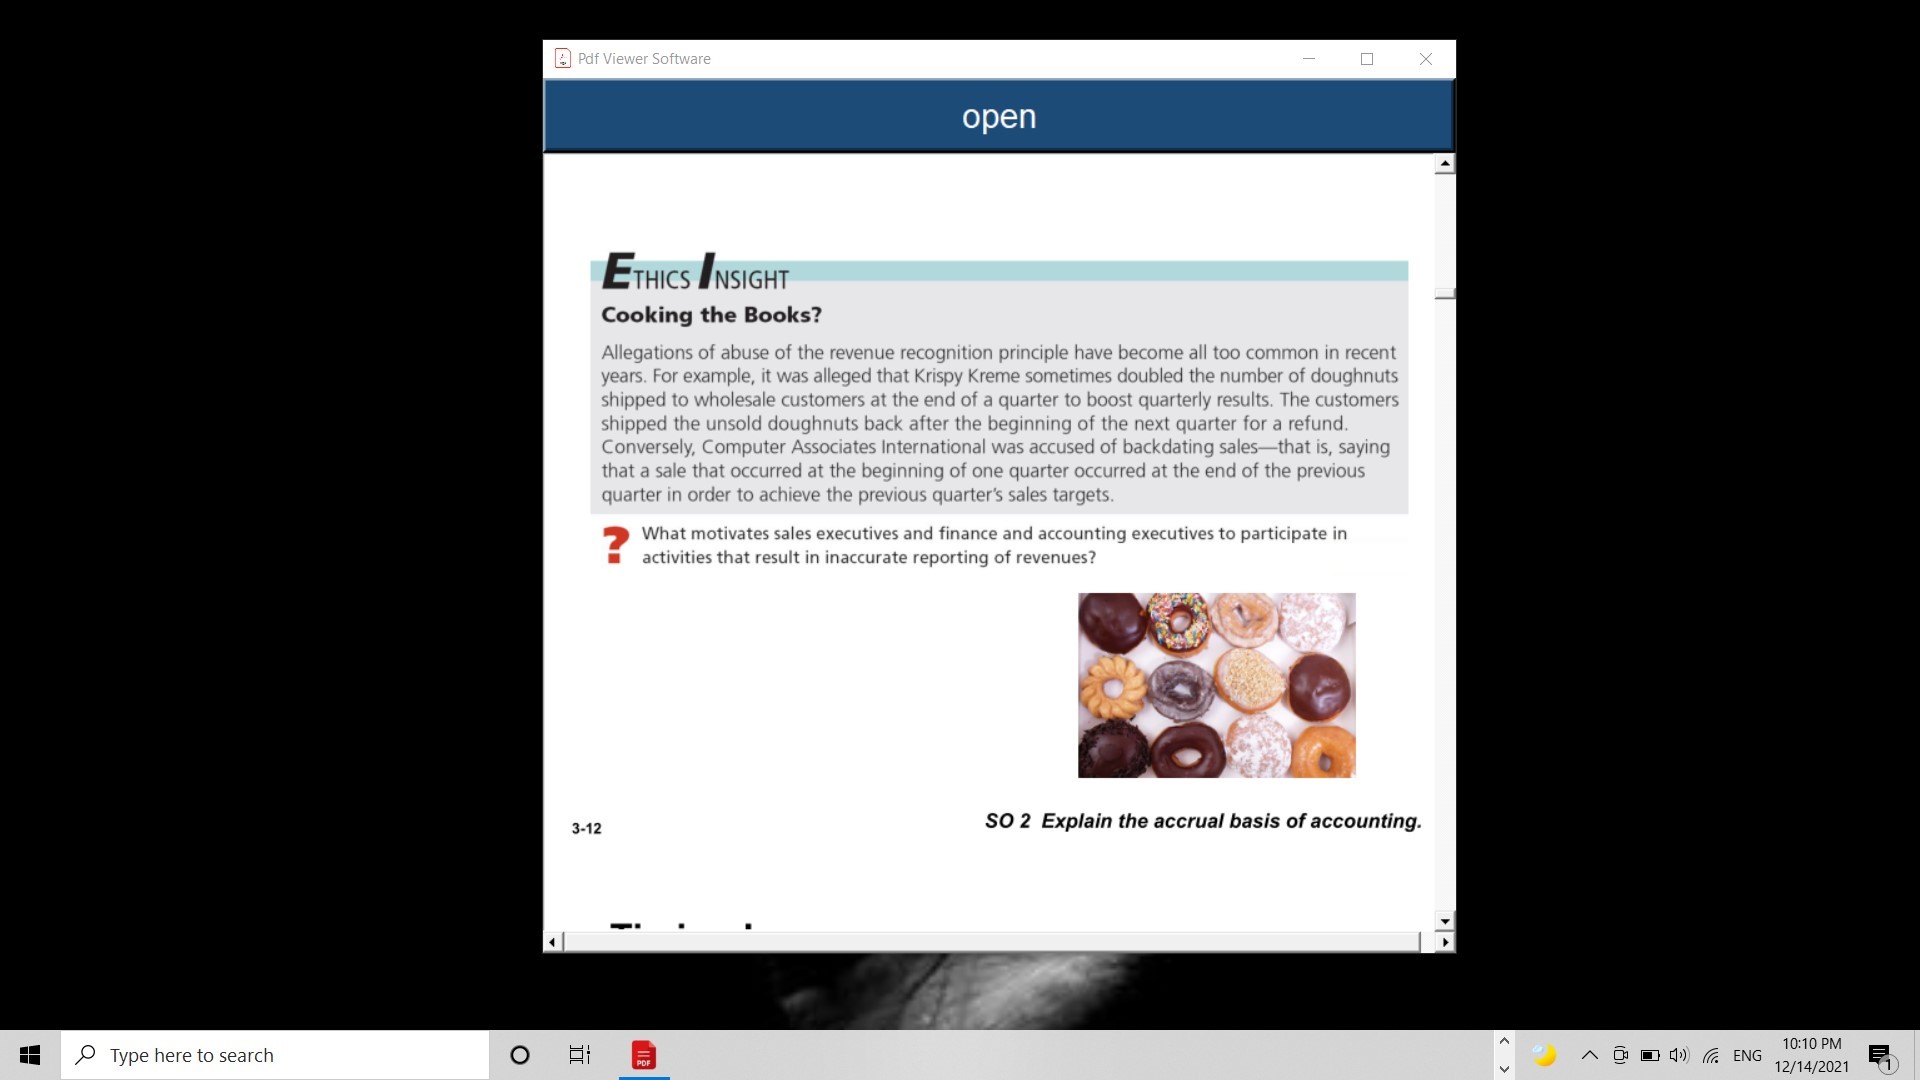 Pdf Viewer Software
open
ETHICS INSIGHT
Cooking the Books?
Allegations of abuse of the revenue recognition principle have become all too common in recent
years. For example, it was alleged that Krispy Kreme sometimes doubled the number of doughnuts
shipped to wholesale customers at the end of a quarter to boost quarterly results. The customers
shipped the unsold doughnuts back after the beginning of the next quarter for a refund.
Conversely, Computer Associates International was accused of backdating sales—that is, saying
that a sale that occurred at the beginning of one quarter occurred at the end of the previous
quarter in order to achieve the previous quarter's sales targets.
? What motivates sales executives and finance and accounting executives to participate in
activities that result in inaccurate reporting of revenues?
SO 2 Explain the accrual basis of accounting.
3-12
Type here to search
PDF
ENG
10:10 PM
12/14/2021
1